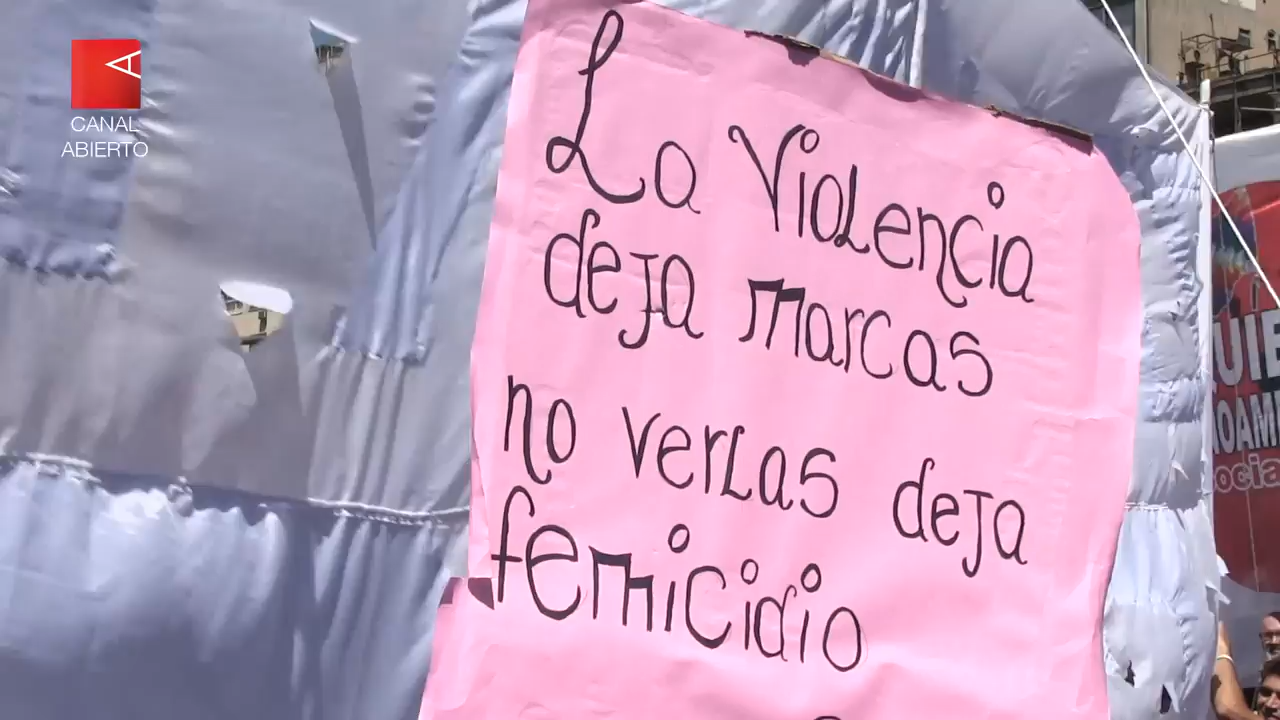 CANAL
ABIERTO
La Violencia
deja marcas
no verlas deja
femicidio